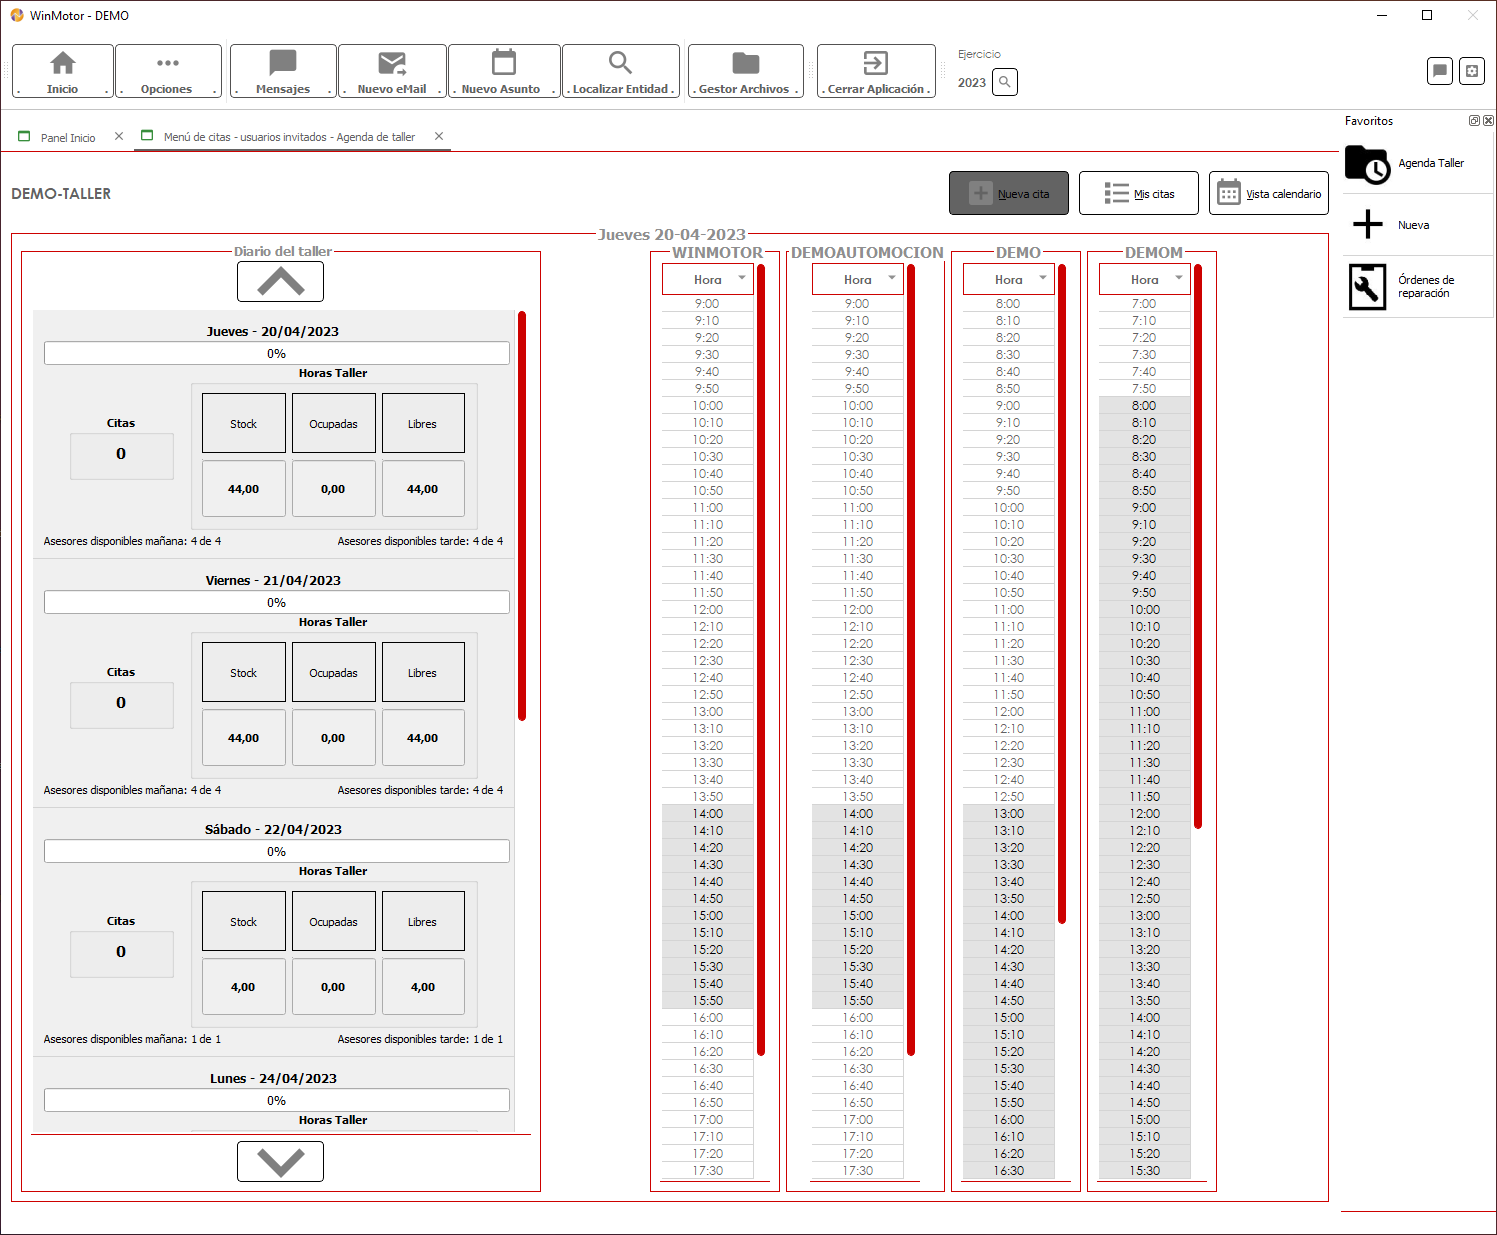 WinMotor - DEMO
Inicio
Opciones
Mensajes
Nuevo eMail
Nuevo Asunto
Localizar Entidad
Gestor Archivos
Cerrar Aplicación
Ejercicio
2023
Panel Inicio
Menú de citas - usuarios invitados - Agenda de taller
Favoritos
Agenda Taller
Nueva
Órdenes de
reparación
DEMO-TALLER
Nueva cita
Mis citas
Vista calendario
Jueves 20-04-2023
Diario del taller
Jueves - 20/04/2023
0%
Horas Taller
Citas
0
Stock Ocupadas Libres
44,00 0,00 44,00
Asesores disponibles mañana: 4 de 4 Asesores disponibles tarde: 4 de 4
Viernes - 21/04/2023
0%
Horas Taller
Citas
0
Stock Ocupadas Libres
44,00 0,00 44,00
Asesores disponibles mañana: 4 de 4 Asesores disponibles tarde: 4 de 4
Sábado - 22/04/2023
0%
Horas Taller
Citas
0
Stock Ocupadas Libres
4,00 0,00 4,00
Asesores disponibles mañana: 1 de 1 Asesores disponibles tarde: 1 de 1
Lunes - 24/04/2023
0%
Horas Taller
WINMOTOR DEMOAUTOMOCION DEMO DEMOM
Hora Hora Hora Hora
9:00 9:00 8:00 7:00
9:10 9:10 8:10 7:10
9:20 9:20 8:20 7:20
9:30 9:30 8:30 7:30
9:40 9:40 8:40 7:40
9:50 9:50 8:50 7:50
10:00 10:00 9:00 8:00
10:10 10:10 9:10 8:10
10:20 10:20 9:20 8:20
10:30 10:30 9:30 8:30
10:40 10:40 9:40 8:40
10:50 10:50 9:50 8:50
11:00 11:00 10:00 9:00
11:10 11:10 10:10 9:10
11:20 11:20 10:20 9:20
11:30 11:30 10:30 9:30
11:40 11:40 10:40 9:40
11:50 11:50 10:50 9:50
12:00 12:00 11:00 10:00
12:10 12:10 11:10 10:10
12:20 12:20 11:20 10:20
12:30 12:30 11:30 10:30
12:40 12:40 11:40 10:40
12:50 12:50 11:50 10:50
13:00 13:00 12:00 11:00
13:10 13:10 12:10 11:10
13:20 13:20 12:20 11:20
13:30 13:30 12:30 11:30
13:40 13:40 12:40 11:40
13:50 13:50 12:50 11:50
14:00 14:00 13:00 12:00
14:10 14:10 13:10 12:10
14:20 14:20 13:20 12:20
14:30 14:30 13:30 12:30
14:40 14:40 13:40 12:40
14:50 14:50 13:50 12:50
15:00 15:00 14:00 13:00
15:10 15:10 14:10 13:10
15:20 15:20 14:20 13:20
15:30 15:30 14:30 13:30
15:40 15:40 14:40 13:40
15:50 15:50 14:50 13:50
16:00 16:00 15:00 14:00
16:10 16:10 15:10 14:10
16:20 16:20 15:20 14:20
16:30 16:30 15:30 14:30
16:40 16:40 15:40 14:40
16:50 16:50 15:50 14:50
17:00 17:00 16:00 15:00
17:10 17:10 16:10 15:10
17:20 17:20 16:20 15:20
17:30 17:30 16:30 15:30